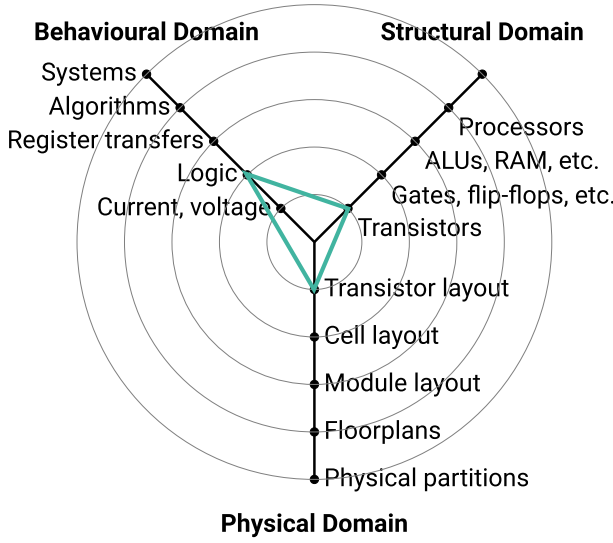 Behavioural Domain
Structural Domain
Systems
Algorithms
Register transfers
Logic
Current, voltage
Processors
ALUs, RAM, etc.
Gates, flip-flops, etc.
Transistors
Transistor layout
Cell layout
Module layout
Floorplans
Physical partitions
Physical Domain